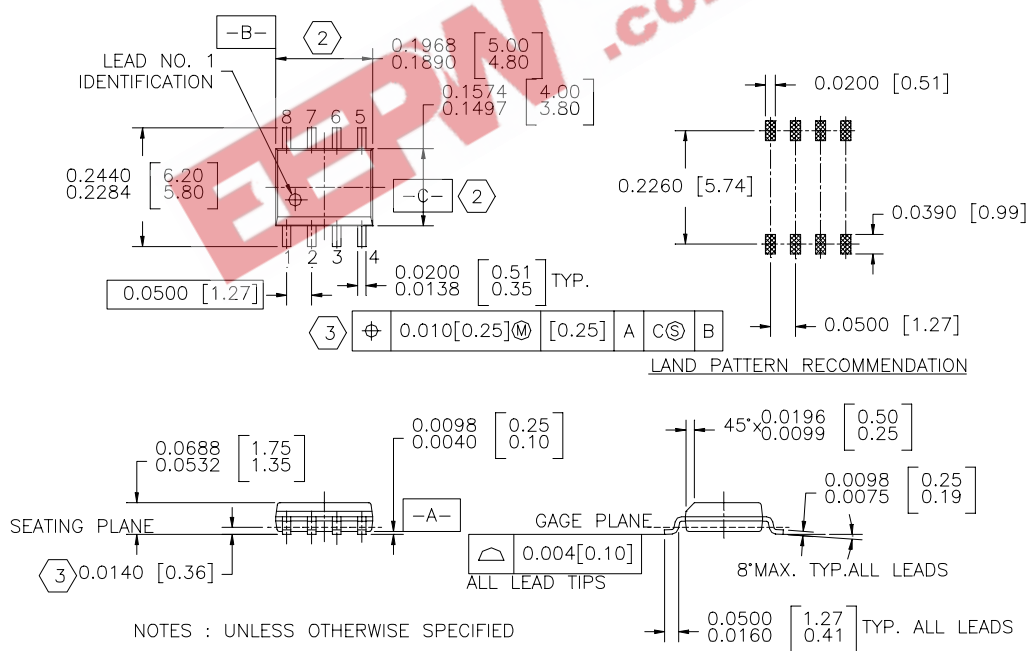 EEPW .com
-B-
2
0.1968 [5.00]
0.1890 [4.80]
LEAD NO. 1
IDENTIFICATION
0.1574 [4.00]
0.1497 [3.80]
8 7 6 5
0.2440 [6.20]
0.2284 [5.80]
-C-
2
1 2 3 4
0.0200 [0.51] TYP.
0.0138 [0.35]
0.0500 [1.27]
3 ⌖ 0.010[0.25]Ⓜ [0.25] A CⓈ B
0.0200 [0.51]
0.2260 [5.74]
0.0390 [0.99]
0.0500 [1.27]
LAND PATTERN RECOMMENDATION
0.0688 [1.75]
0.0532 [1.35]
0.0098 [0.25]
0.0040 [0.10]
-A-
SEATING PLANE
3 0.0140 [0.36]
45°x 0.0196 [0.50]
0.0099 [0.25]
0.0098 [0.25]
0.0075 [0.19]
GAGE PLANE
⌓ 0.004[0.10]
ALL LEAD TIPS
8°MAX. TYP.ALL LEADS
0.0500 [1.27] TYP. ALL LEADS
0.0160 [0.41]
NOTES : UNLESS OTHERWISE SPECIFIED